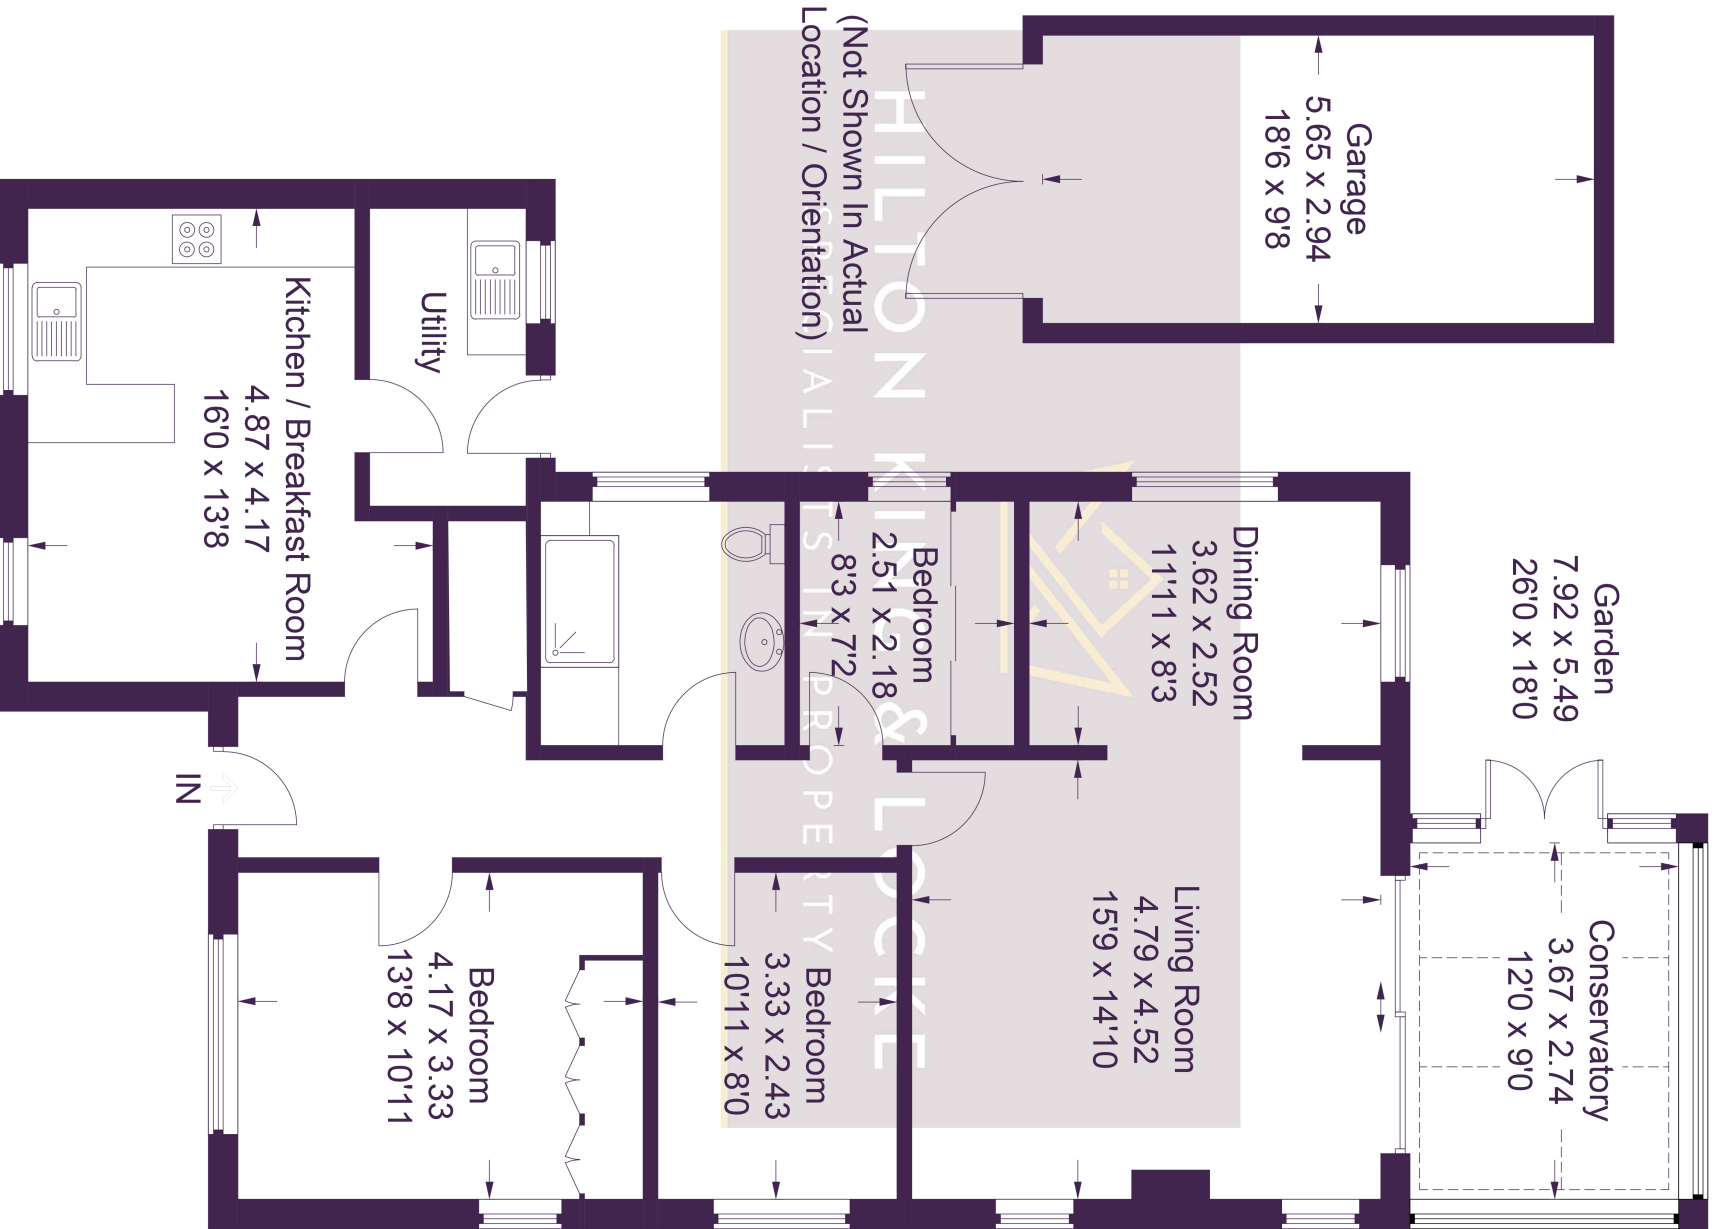 Garage
5.65 x 2.94
18'6 x 9'8
(Not Shown In Actual
Location / Orientation)
Garden
7.92 x 5.49
26'0 x 18'0
Conservatory
3.67 x 2.74
12'0 x 9'0
Dining Room
3.62 x 2.52
11'11 x 8'3
Living Room
4.79 x 4.52
15'9 x 14'10
Bedroom
2.51 x 2.18
8'3 x 7'2
Bedroom
3.33 x 2.43
10'11 x 8'0
Utility
Bedroom
4.17 x 3.33
13'8 x 10'11
Kitchen / Breakfast Room
4.87 x 4.17
16'0 x 13'8
IN
HILTON KING & LOCKE
SPECIALISTS IN PROPERTY